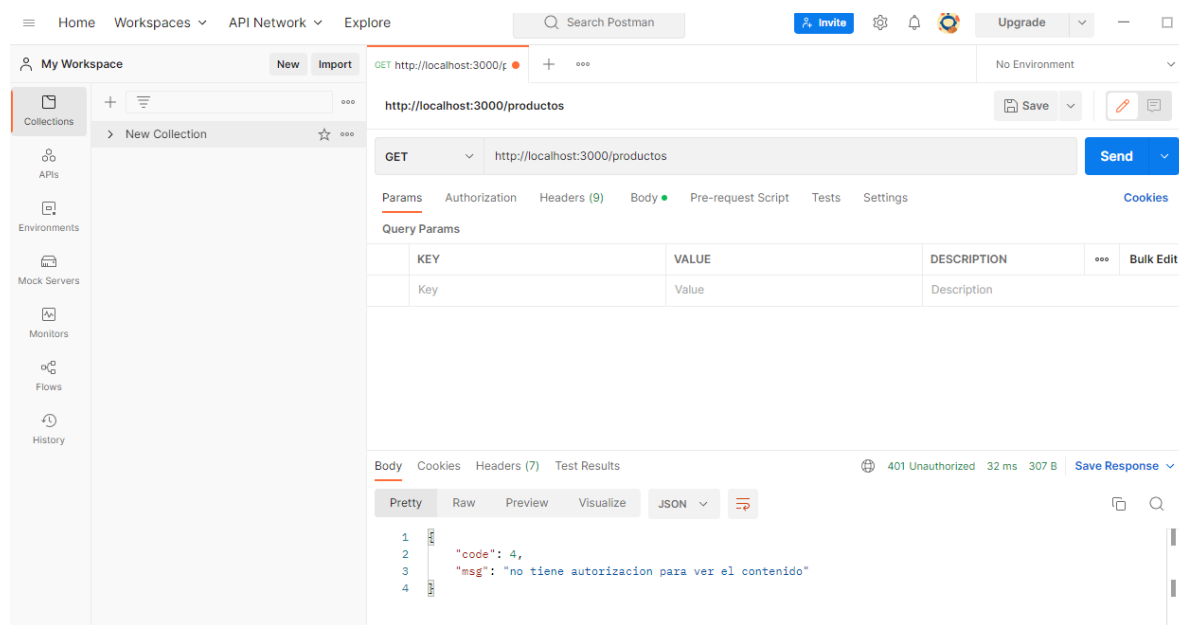 Home Workspaces API Network Explore Search Postman Invite Upgrade
My Workspace New Import GET http://localhost:3000/p No Environment
Collections
APIs
Environments
Mock Servers
Monitors
Flows
History
New Collection
http://localhost:3000/productos Save
GET http://localhost:3000/productos Send
Params Authorization Headers (9) Body Pre-request Script Tests Settings Cookies
Query Params
KEY VALUE DESCRIPTION Bulk Edit
Key Value Description
Body Cookies Headers (7) Test Results 401 Unauthorized 32 ms 307 B Save Response
Pretty Raw Preview Visualize JSON
1 {
2 "code": 4,
3 "msg": "no tiene autorizacion para ver el contenido"
4 }